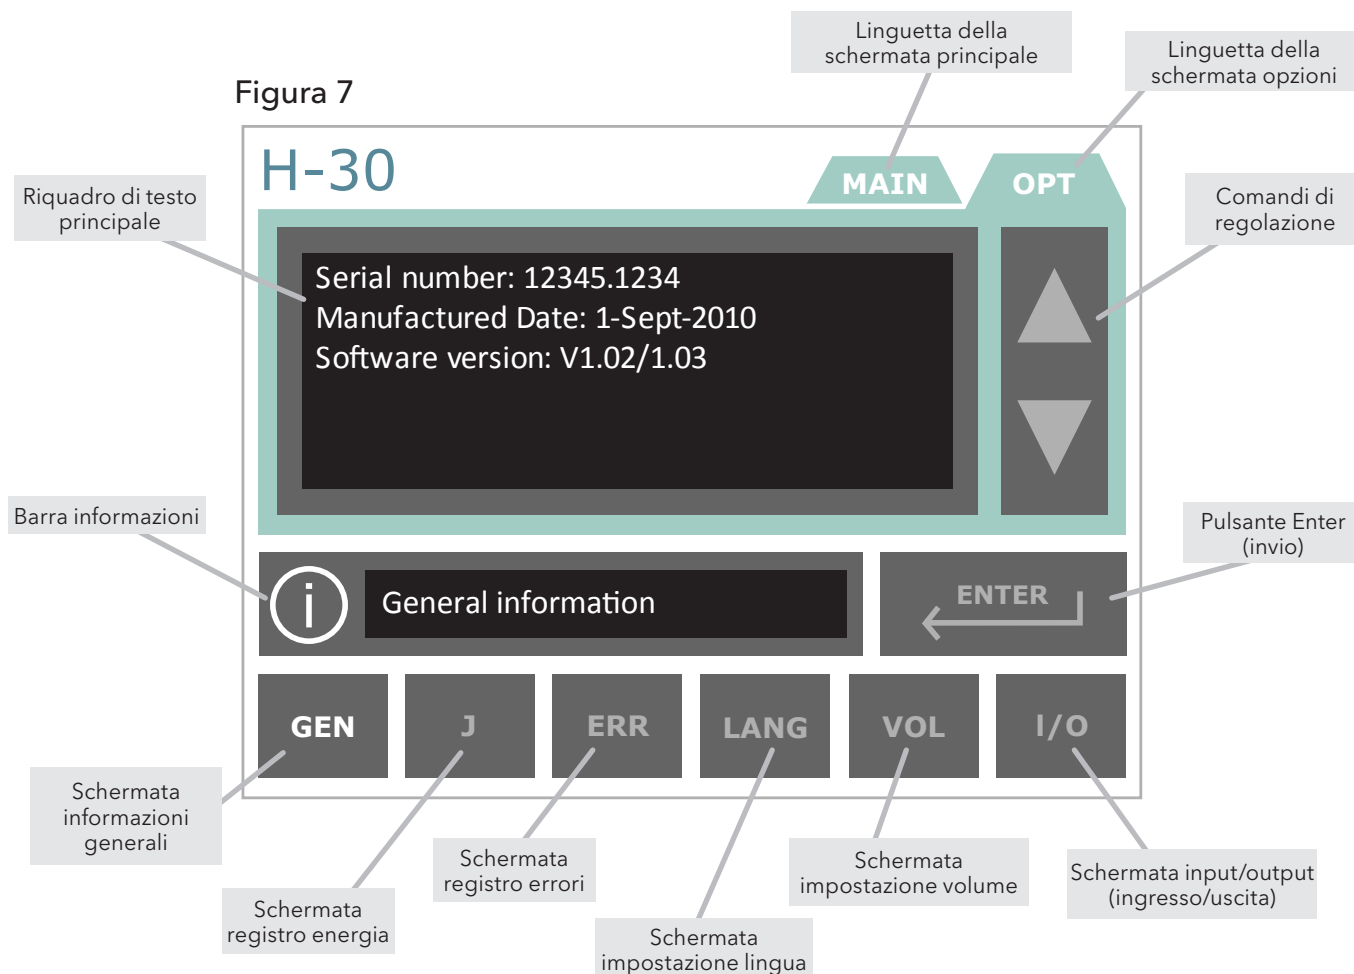 Linguetta della
schermata principale
Linguetta della
schermata opzioni
Figura 7
H-30
MAIN
OPT
Riquadro di testo
principale
Comandi di
regolazione
Serial number: 12345.1234
Manufactured Date: 1-Sept-2010
Software version: V1.02/1.03
Barra informazioni
Pulsante Enter
(invio)
i
General information
ENTER
GEN
J
ERR
LANG
VOL
I/O
Schermata
informazioni
generali
Schermata
registro energia
Schermata
registro errori
Schermata
impostazione lingua
Schermata
impostazione volume
Schermata input/output
(ingresso/uscita)